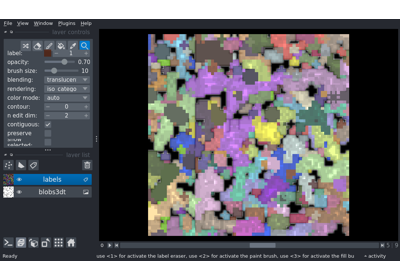 File View Window Plugins Help
layer controls
label: 1
opacity: 0.70
brush size: 10
blending: translucen
rendering: iso_catego
color mode: auto
contour: 0
n edit dim: 2
contiguous:
preserve
selected:
layer list
labels
blobs3dt
Ready
use <1> for activate the label eraser, use <2> for activate the paint brush, use <3> for activate the fill bu
activity